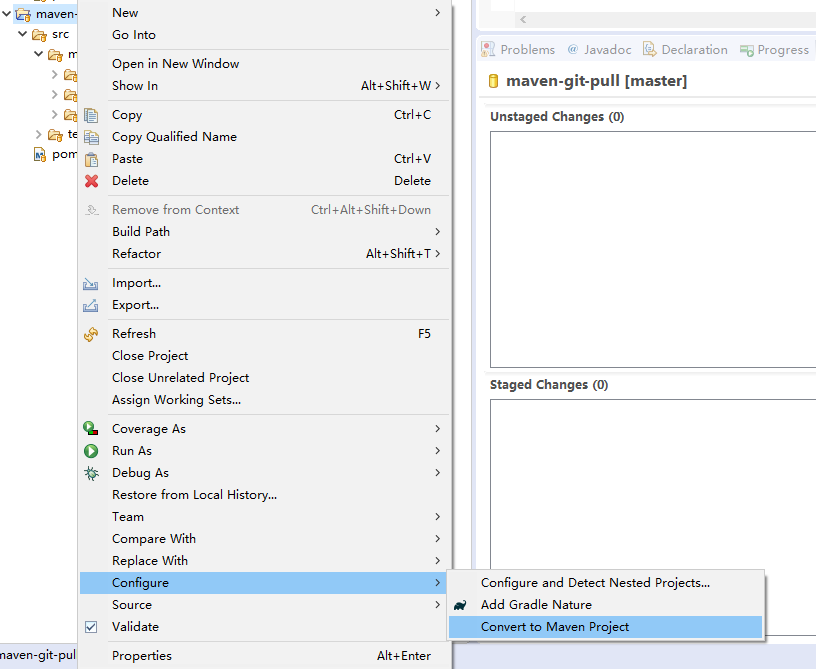 maven-
src
m
te
pom
New
Go Into
Open in New Window
Show In Alt+Shift+W
Copy Ctrl+C
Copy Qualified Name
Paste Ctrl+V
Delete Delete
Remove from Context Ctrl+Alt+Shift+Down
Build Path
Refactor Alt+Shift+T
Import...
Export...
Refresh F5
Close Project
Close Unrelated Project
Assign Working Sets...
Coverage As
Run As
Debug As
Restore from Local History...
Team
Compare With
Replace With
Configure
Source
Validate
Properties Alt+Enter
Configure and Detect Nested Projects...
Add Gradle Nature
Convert to Maven Project
Problems @ Javadoc Declaration Progress
maven-git-pull [master]
Unstaged Changes (0)
Staged Changes (0)
maven-git-pul